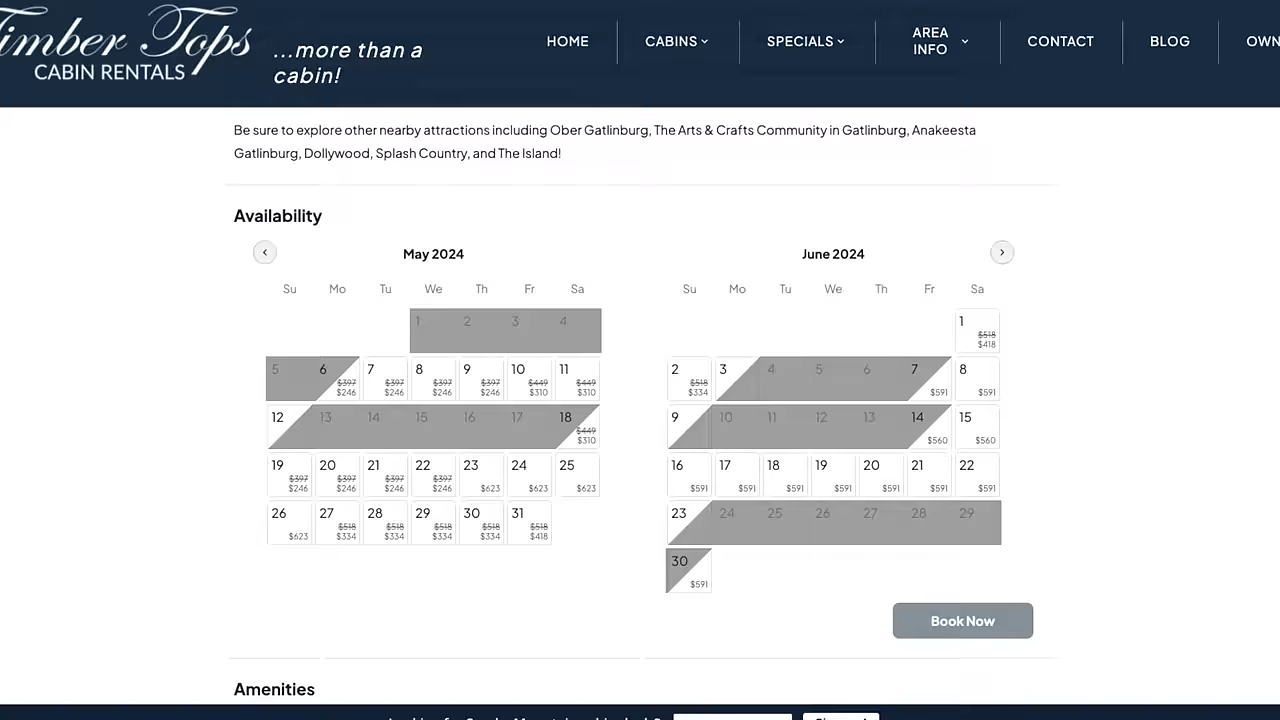 Timber Tops
CABIN RENTALS
...more than a
cabin!
HOME
CABINS
SPECIALS
AREA
INFO
CONTACT
BLOG
OWN
Be sure to explore other nearby attractions including Ober Gatlinburg, The Arts & Crafts Community in Gatlinburg, Anakeesta
Gatlinburg, Dollywood, Splash Country, and The Island!
Availability
May 2024
Su Mo Tu We Th Fr Sa
1 2 3 4
5 6 7 8 9 10 11
$397 $397 $397 $397 $449 $449
$246 $246 $246 $246 $310 $310
12 13 14 15 16 17 18
$449
$310
19 20 21 22 23 24 25
$397 $397 $397 $397
$246 $246 $246 $246 $623 $623 $623
26 27 28 29 30 31
$518 $518 $518 $518 $518
$623 $334 $334 $334 $334 $418
June 2024
Su Mo Tu We Th Fr Sa
1
$518
$418
2 3 4 5 6 7 8
$518
$334 $591 $591
9 10 11 12 13 14 15
$560 $560
16 17 18 19 20 21 22
$591 $591 $591 $591 $591 $591 $591
23 24 25 26 27 28 29
30
$591
Book Now
Amenities